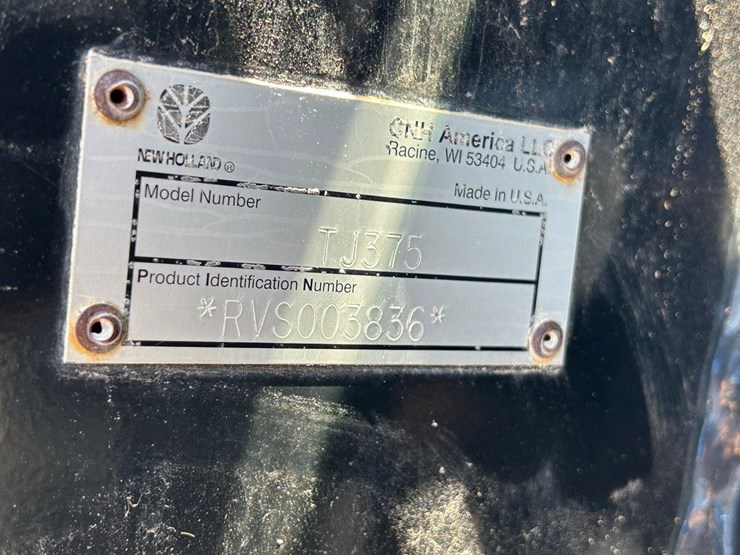 NEW HOLLAND ®
CNH America LLC
Racine, WI 53404 U.S.A.
Made in U.S.A.
Model Number
TJ375
Product Identification Number
*RVS003836*